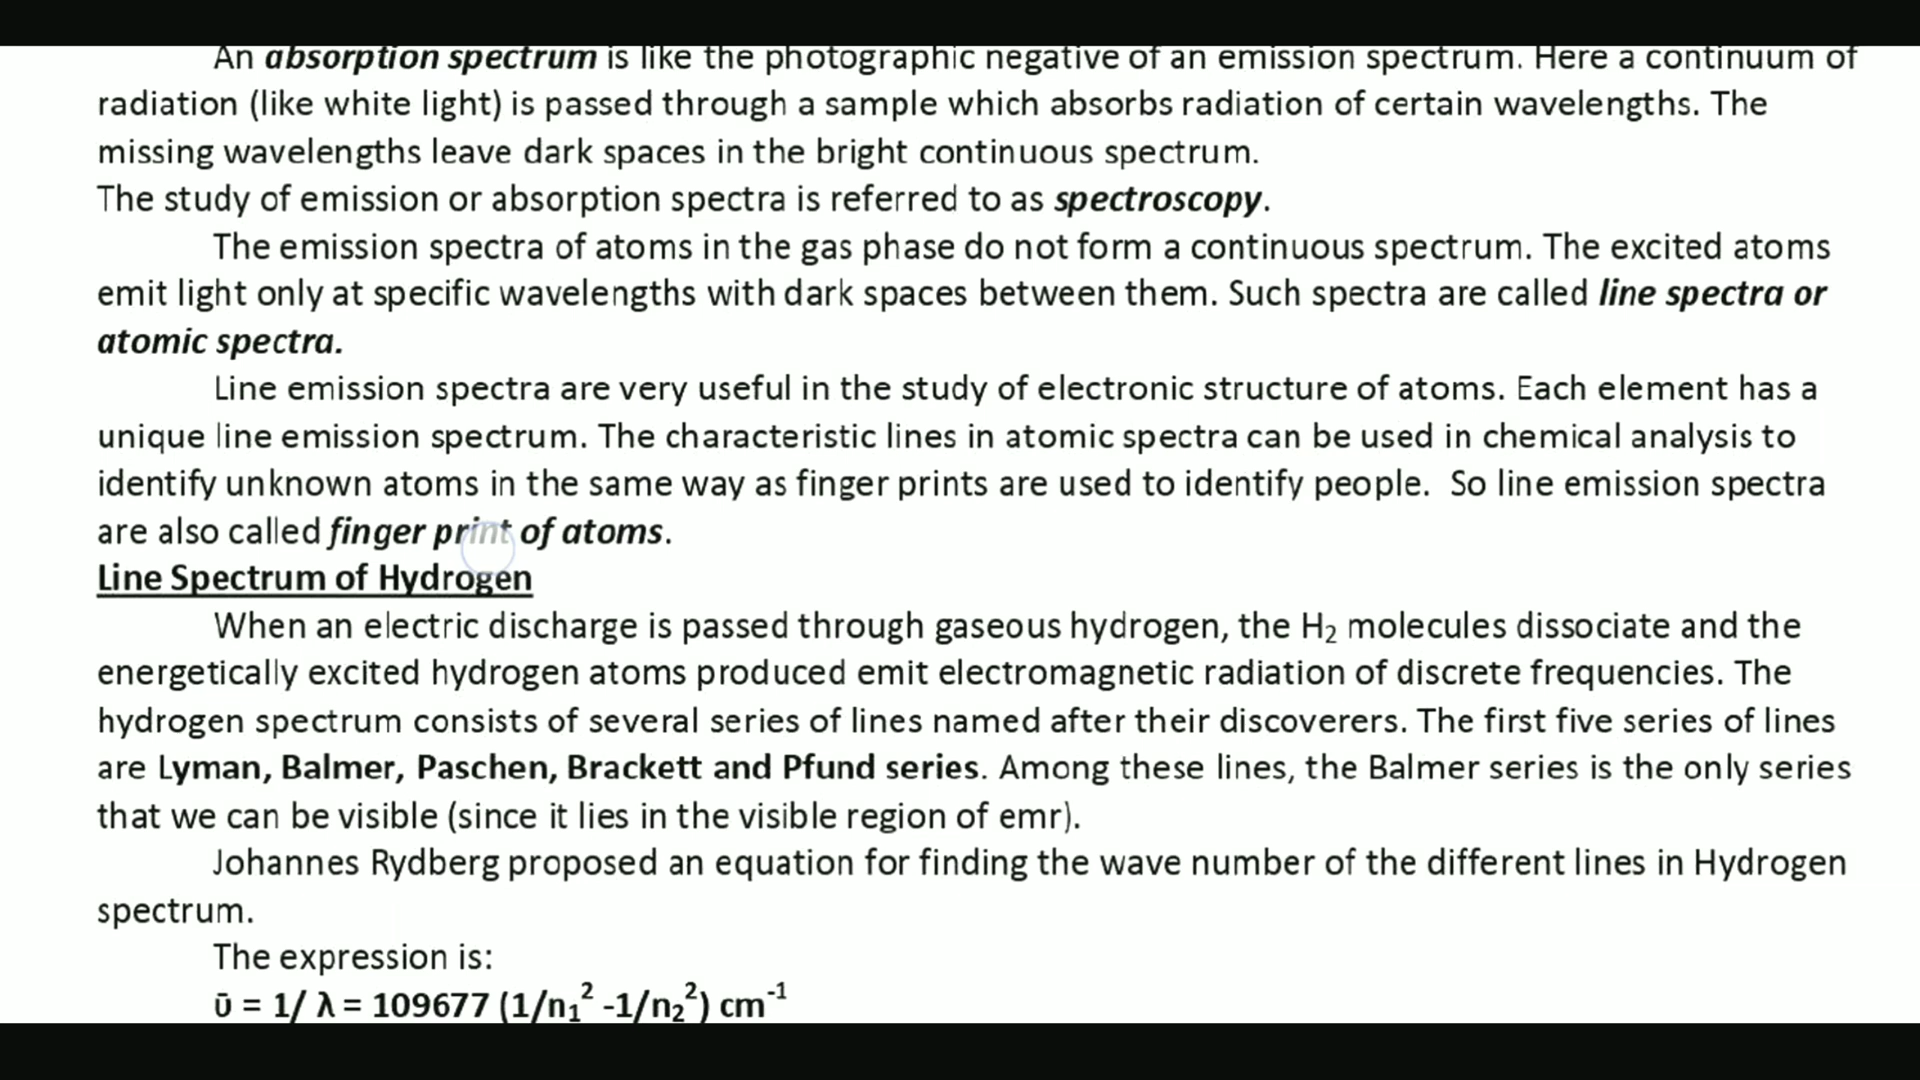 An absorption spectrum is like the photographic negative of an emission spectrum. Here a continuum of
radiation (like white light) is passed through a sample which absorbs radiation of certain wavelengths. The
missing wavelengths leave dark spaces in the bright continuous spectrum.
The study of emission or absorption spectra is referred to as spectroscopy.
The emission spectra of atoms in the gas phase do not form a continuous spectrum. The excited atoms
emit light only at specific wavelengths with dark spaces between them. Such spectra are called line spectra or
atomic spectra.
Line emission spectra are very useful in the study of electronic structure of atoms. Each element has a
unique line emission spectrum. The characteristic lines in atomic spectra can be used in chemical analysis to
identify unknown atoms in the same way as finger prints are used to identify people. So line emission spectra
are also called finger print of atoms.
Line Spectrum of Hydrogen
When an electric discharge is passed through gaseous hydrogen, the H₂ molecules dissociate and the
energetically excited hydrogen atoms produced emit electromagnetic radiation of discrete frequencies. The
hydrogen spectrum consists of several series of lines named after their discoverers. The first five series of lines
are Lyman, Balmer, Paschen, Brackett and Pfund series. Among these lines, the Balmer series is the only series
that we can be visible (since it lies in the visible region of emr).
Johannes Rydberg proposed an equation for finding the wave number of the different lines in Hydrogen
spectrum.
The expression is:
ῡ = 1/ λ = 109677 (1/n₁² -1/n₂²) cm⁻¹